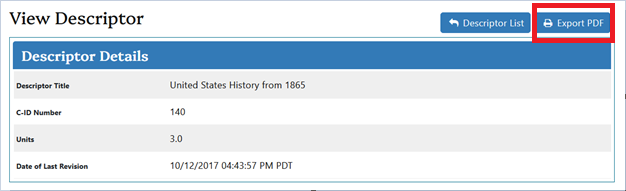 View Descriptor
Descriptor List
Export PDF
Descriptor Details
Descriptor Title United States History from 1865
C-ID Number 140
Units 3.0
Date of Last Revision 10/12/2017 04:43:57 PM PDT